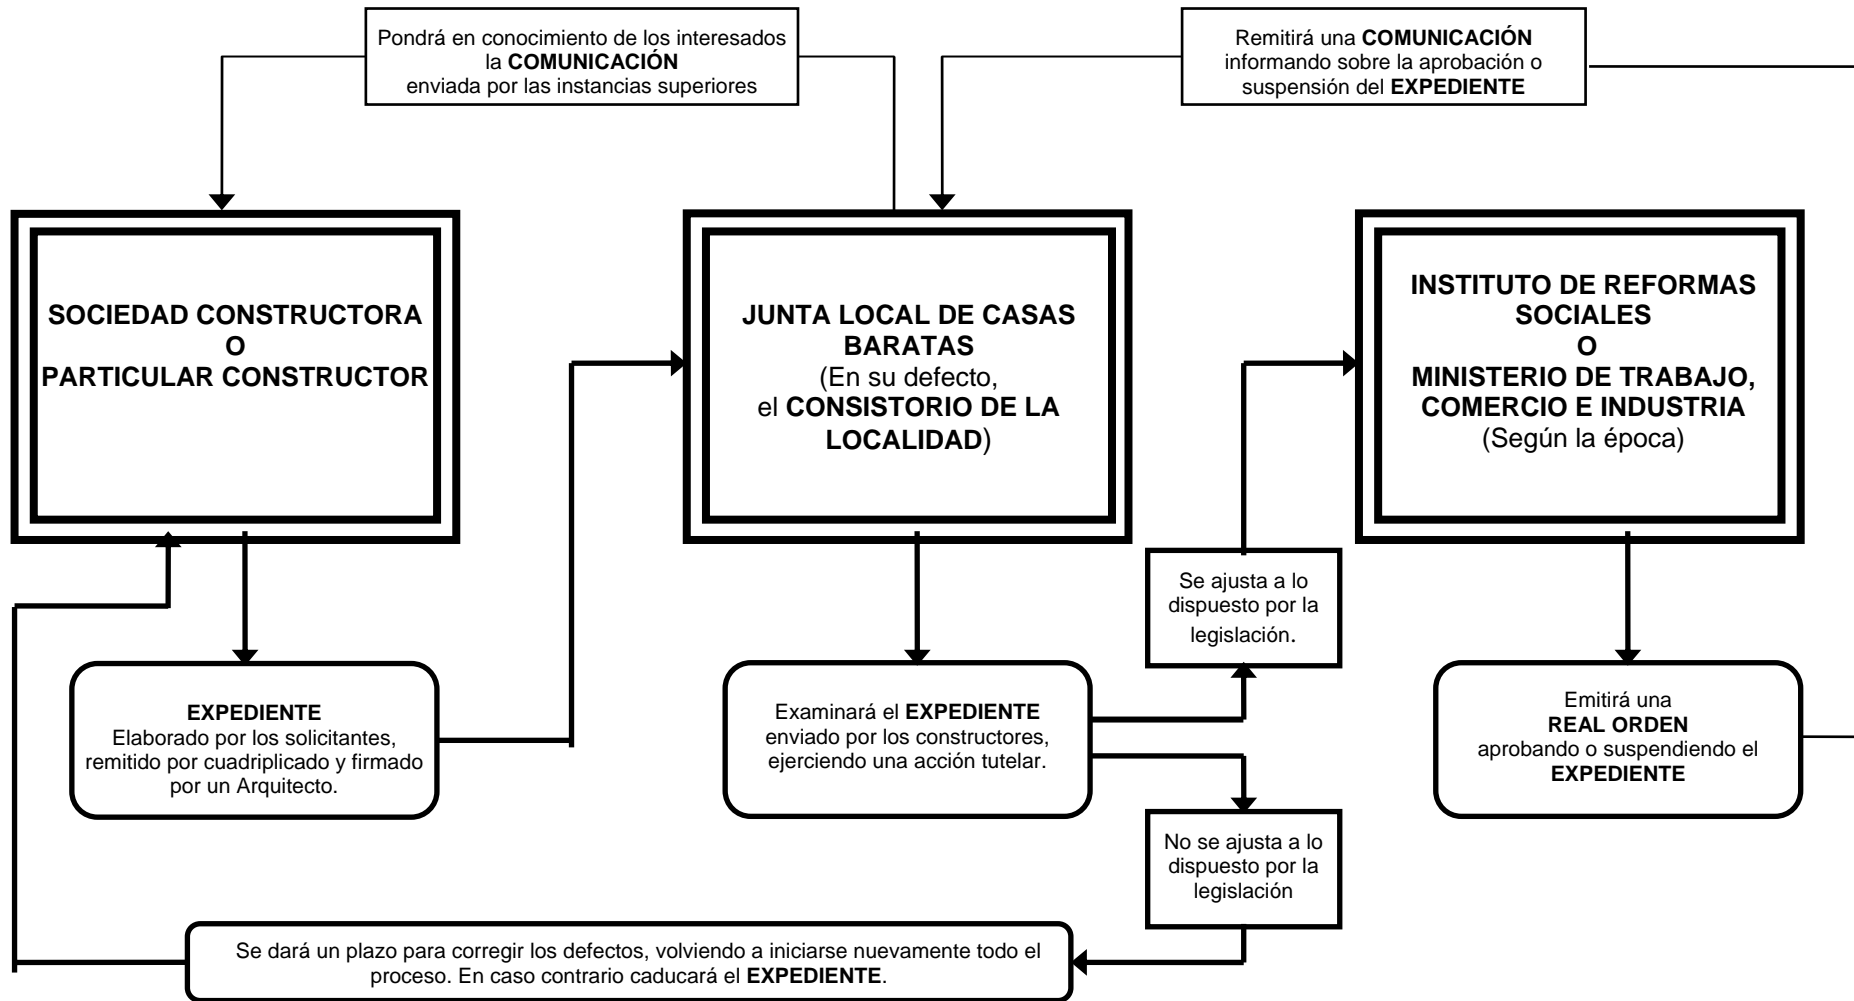 Pondrá en conocimiento de los interesados
la COMUNICACIÓN
enviada por las instancias superiores
Remitirá una COMUNICACIÓN
informando sobre la aprobación o
suspensión del EXPEDIENTE
SOCIEDAD CONSTRUCTORA
O
PARTICULAR CONSTRUCTOR
JUNTA LOCAL DE CASAS
BARATAS
(En su defecto,
el CONSISTORIO DE LA
LOCALIDAD)
INSTITUTO DE REFORMAS
SOCIALES
O
MINISTERIO DE TRABAJO,
COMERCIO E INDUSTRIA
(Según la época)
Se ajusta a lo
dispuesto por la
legislación.
EXPEDIENTE
Elaborado por los solicitantes,
remitido por cuadriplicado y firmado
por un Arquitecto.
Examinará el EXPEDIENTE
enviado por los constructores,
ejerciendo una acción tutelar.
Emitirá una
REAL ORDEN
aprobando o suspendiendo el
EXPEDIENTE
No se ajusta a lo
dispuesto por la
legislación
Se dará un plazo para corregir los defectos, volviendo a iniciarse nuevamente todo el
proceso. En caso contrario caducará el EXPEDIENTE.